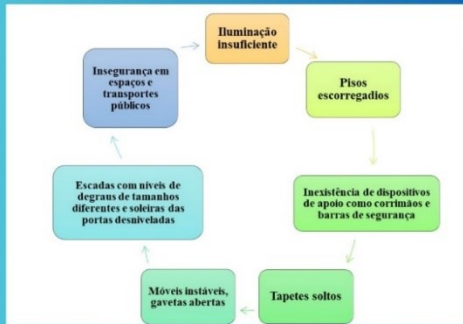 Iluminação
insuficiente
Pisos
escorregadios
Inexistência de dispositivos
de apoio como corrimãos e
barras de segurança
Tapetes soltos
Móveis instáveis,
gavetas abertas
Escadas com níveis de
degraus de tamanhos
diferentes e soleiras das
portas desniveladas
Insegurança em
espaços e
transportes
públicos